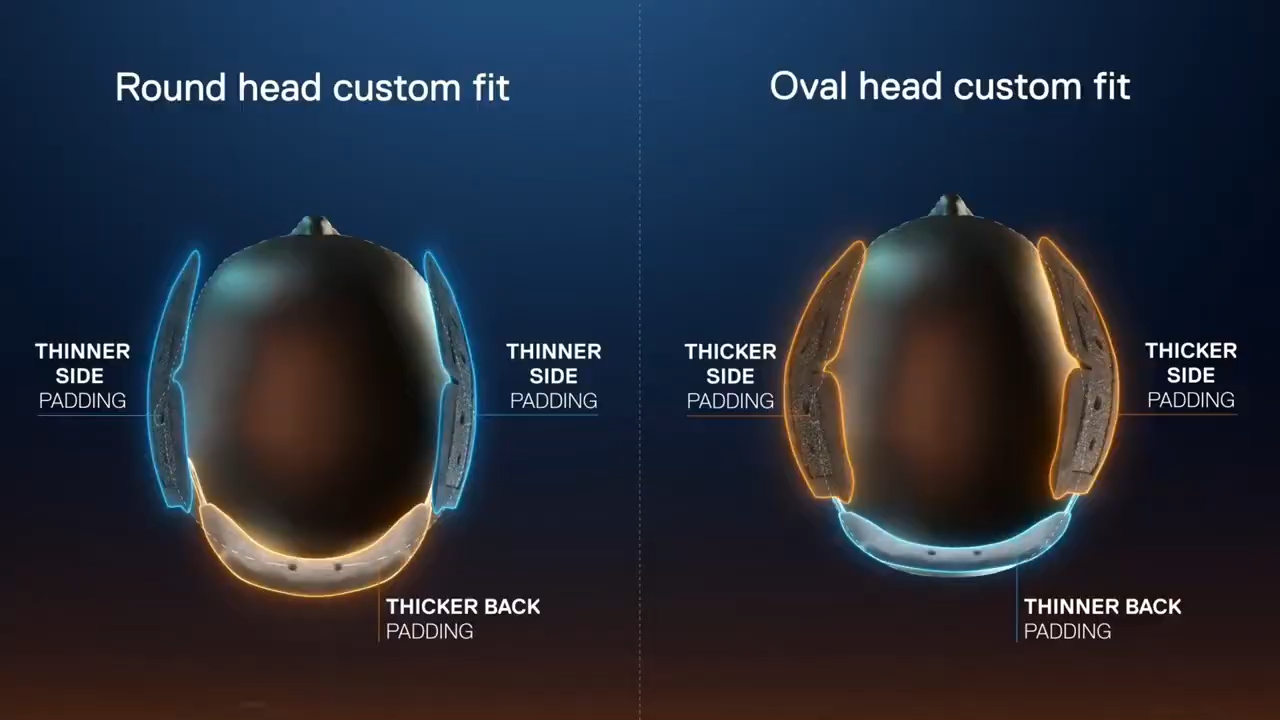 Round head custom fit
THINNER
SIDE
PADDING
THINNER
SIDE
PADDING
THICKER BACK
PADDING
Oval head custom fit
THICKER
SIDE
PADDING
THICKER
SIDE
PADDING
THINNER BACK
PADDING